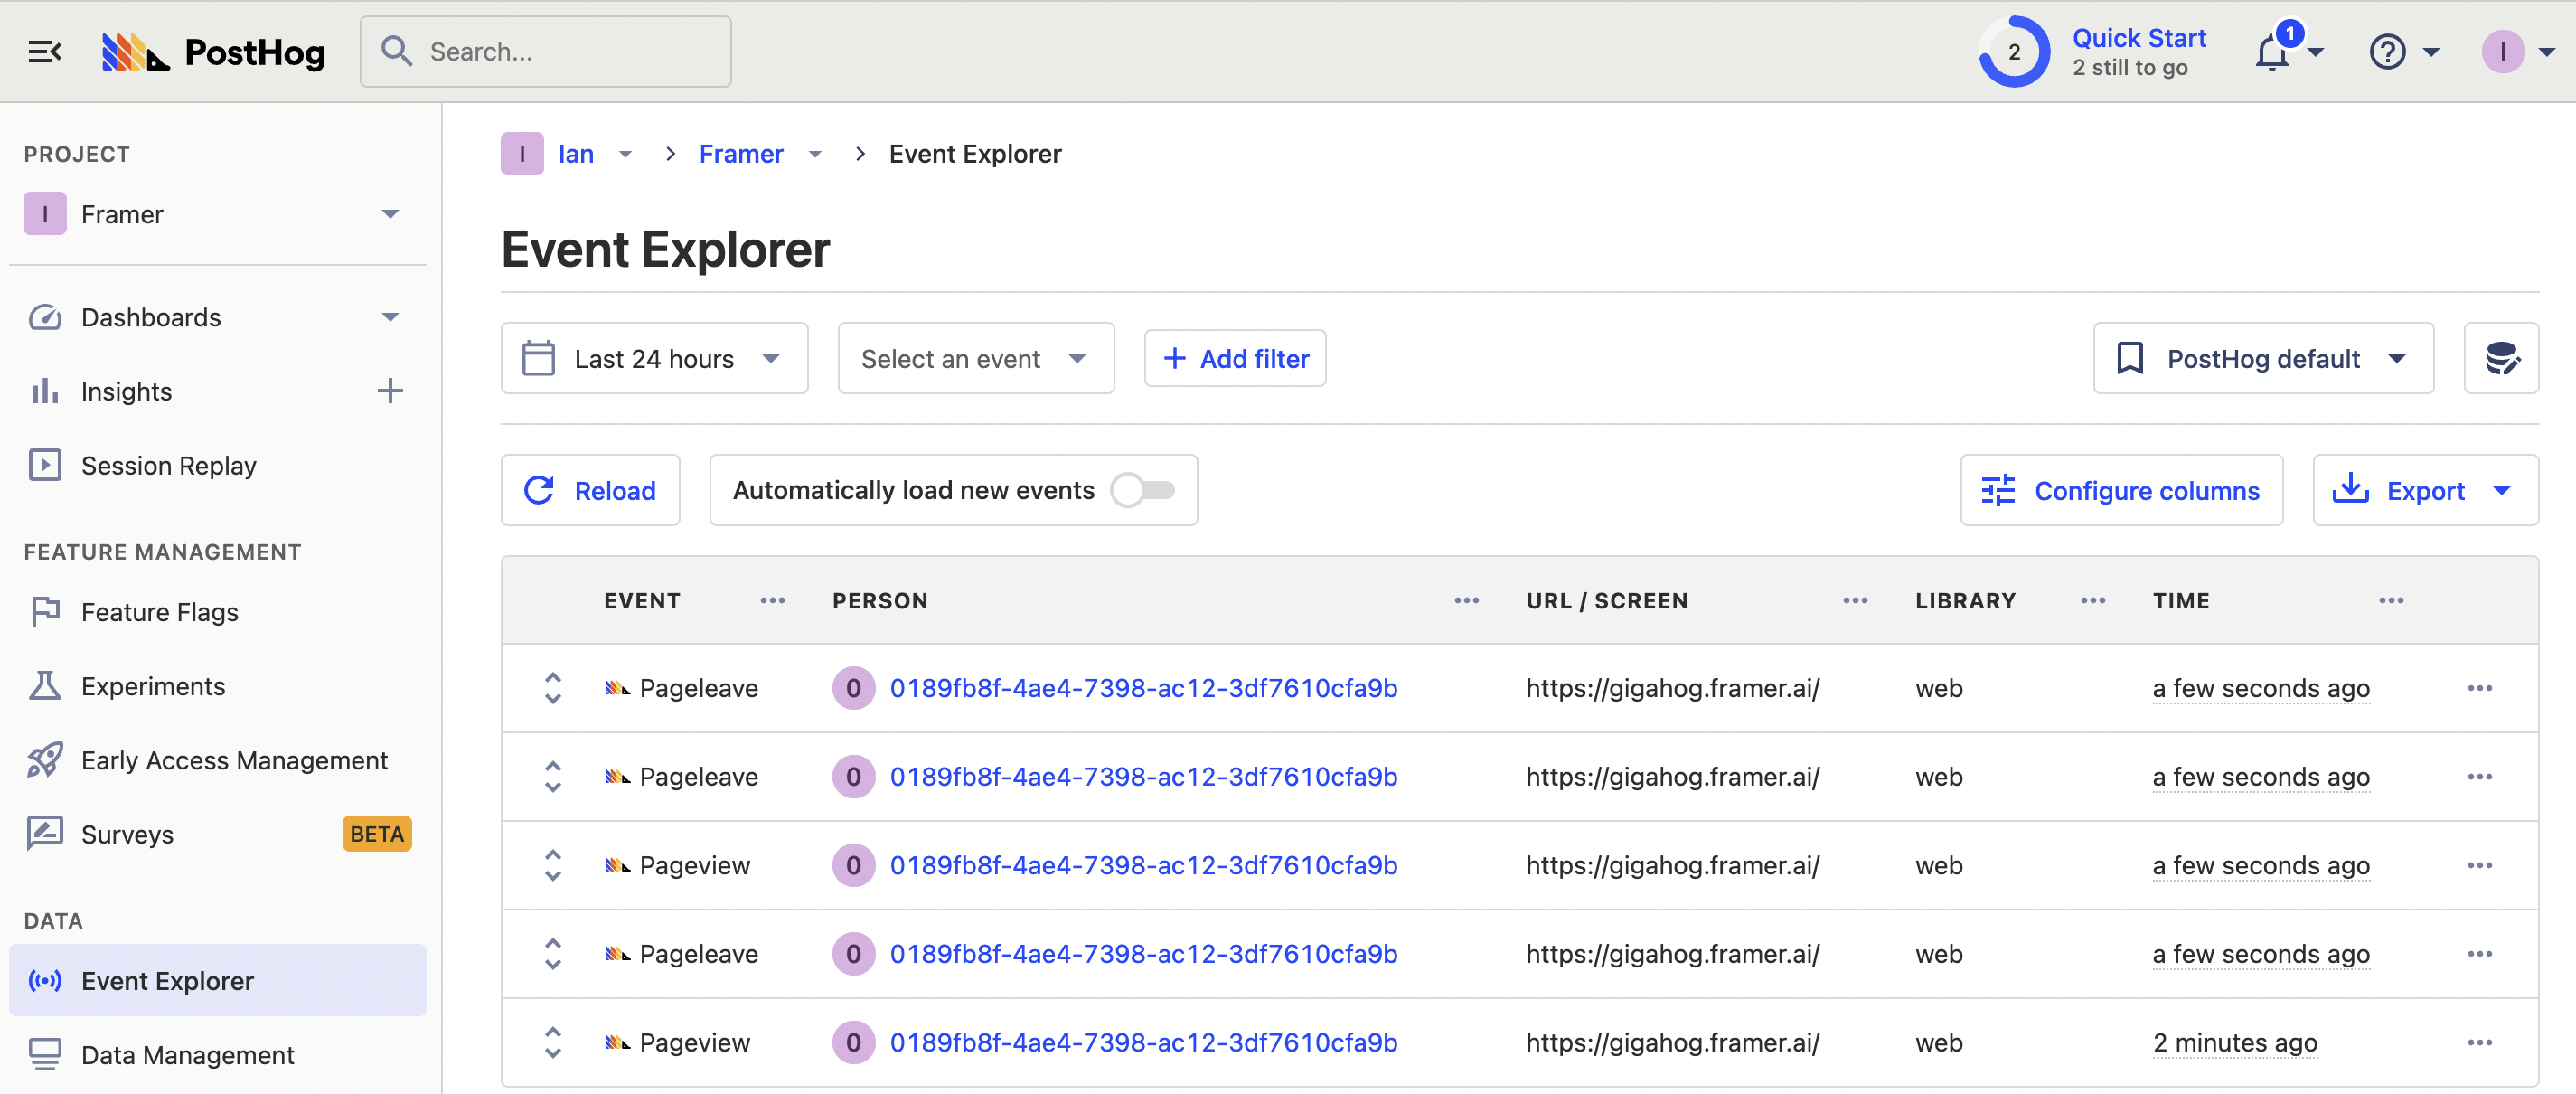 PostHog
Search...
2
Quick Start
2 still to go
1
I
PROJECT
I Framer
Dashboards
Insights
Session Replay
FEATURE MANAGEMENT
Feature Flags
Experiments
Early Access Management
Surveys BETA
DATA
Event Explorer
Data Management
I Ian Framer Event Explorer
Event Explorer
Last 24 hours Select an event + Add filter PostHog default
Reload Automatically load new events Configure columns Export
EVENT PERSON URL / SCREEN LIBRARY TIME
Pageleave 0 0189fb8f-4ae4-7398-ac12-3df7610cfa9b https://gigahog.framer.ai/ web a few seconds ago
Pageleave 0 0189fb8f-4ae4-7398-ac12-3df7610cfa9b https://gigahog.framer.ai/ web a few seconds ago
Pageview 0 0189fb8f-4ae4-7398-ac12-3df7610cfa9b https://gigahog.framer.ai/ web a few seconds ago
Pageleave 0 0189fb8f-4ae4-7398-ac12-3df7610cfa9b https://gigahog.framer.ai/ web a few seconds ago
Pageview 0 0189fb8f-4ae4-7398-ac12-3df7610cfa9b https://gigahog.framer.ai/ web 2 minutes ago